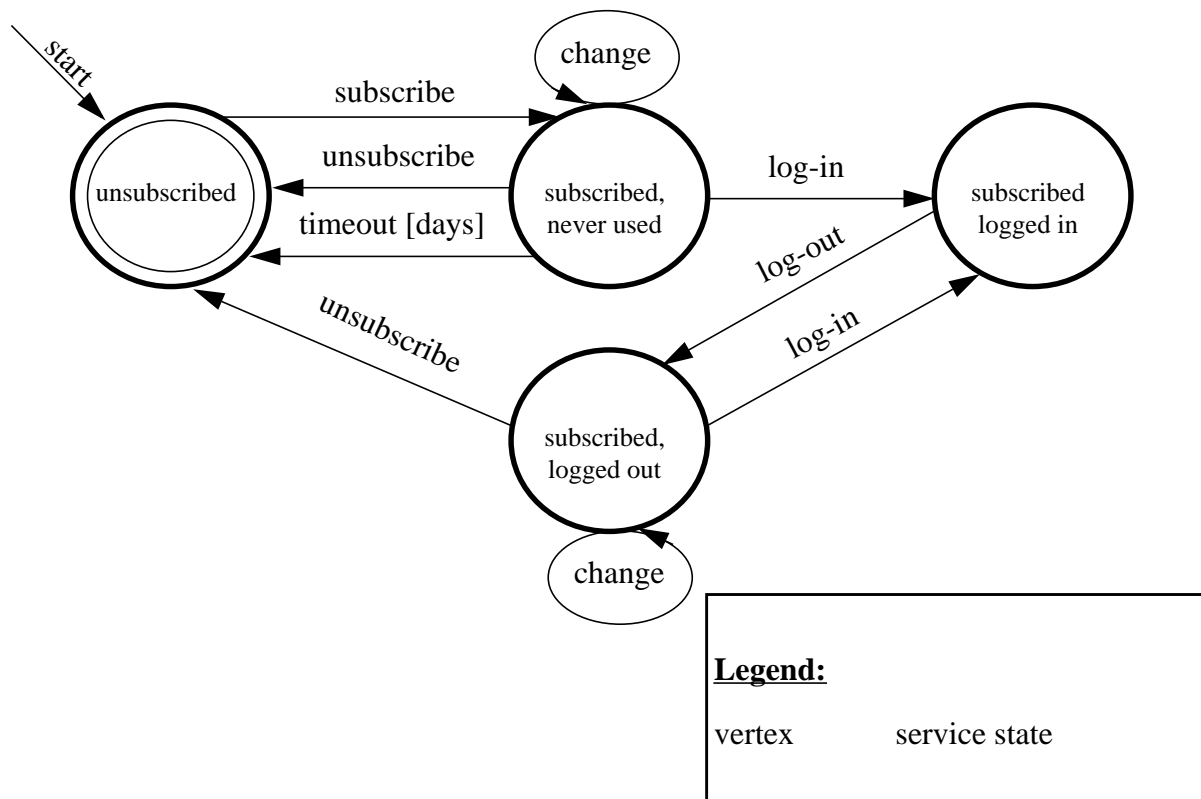 start
change
subscribe
unsubscribe
timeout [days]
unsubscribed
subscribed,
never used
log-in
subscribed
logged in
log-out
log-in
unsubscribe
subscribed,
logged out
change
Legend:
vertex service state